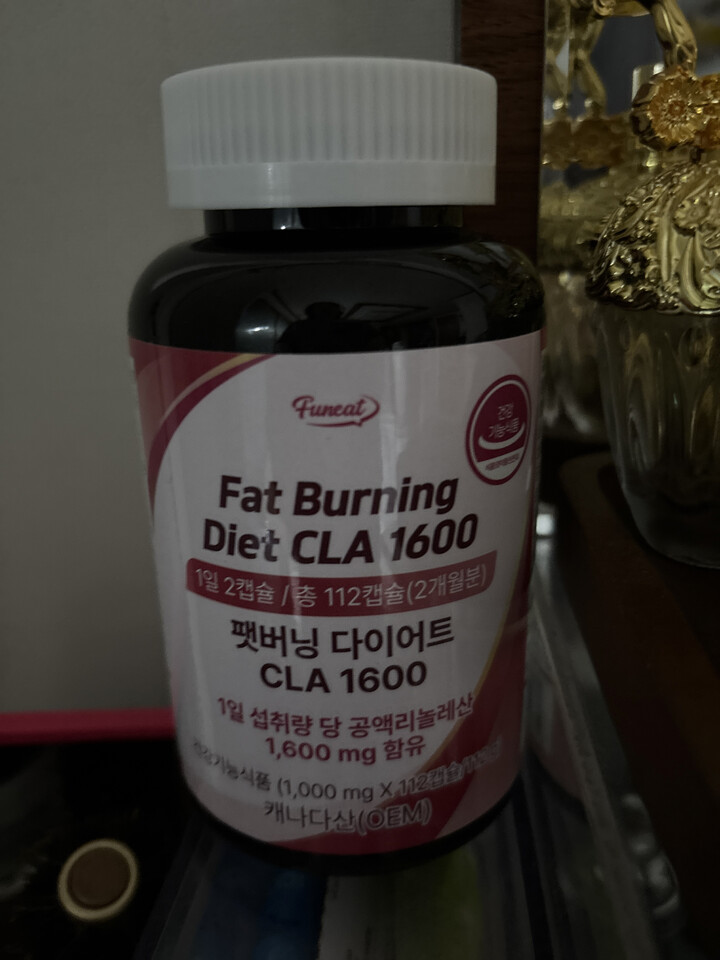 Funeat
건강
기능식품
Fat Burning
Diet CLA 1600
1일 2캡슐 / 총 112캡슐(2개월분)
팻버닝 다이어트
CLA 1600
1일 섭취량 당 공액리놀레산
1,600 mg 함유
건강기능식품 (1,000 mg X 112캡슐
캐나다산(OEM)